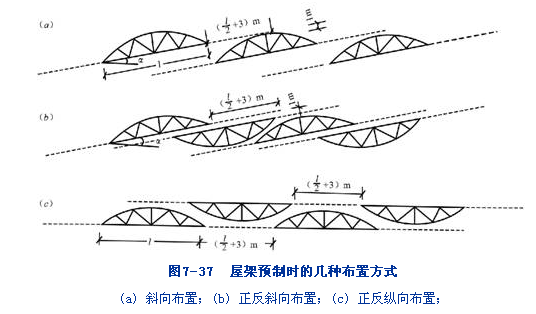 (a)
(l/2+3) m
1m
α
l
(b)
(l/2+3) m
1m
α
(c)
(l/2+3) m
l
(l/2+3) m
图7-37 屋架预制时的几种布置方式
(a) 斜向布置；(b) 正反斜向布置；(c) 正反纵向布置；